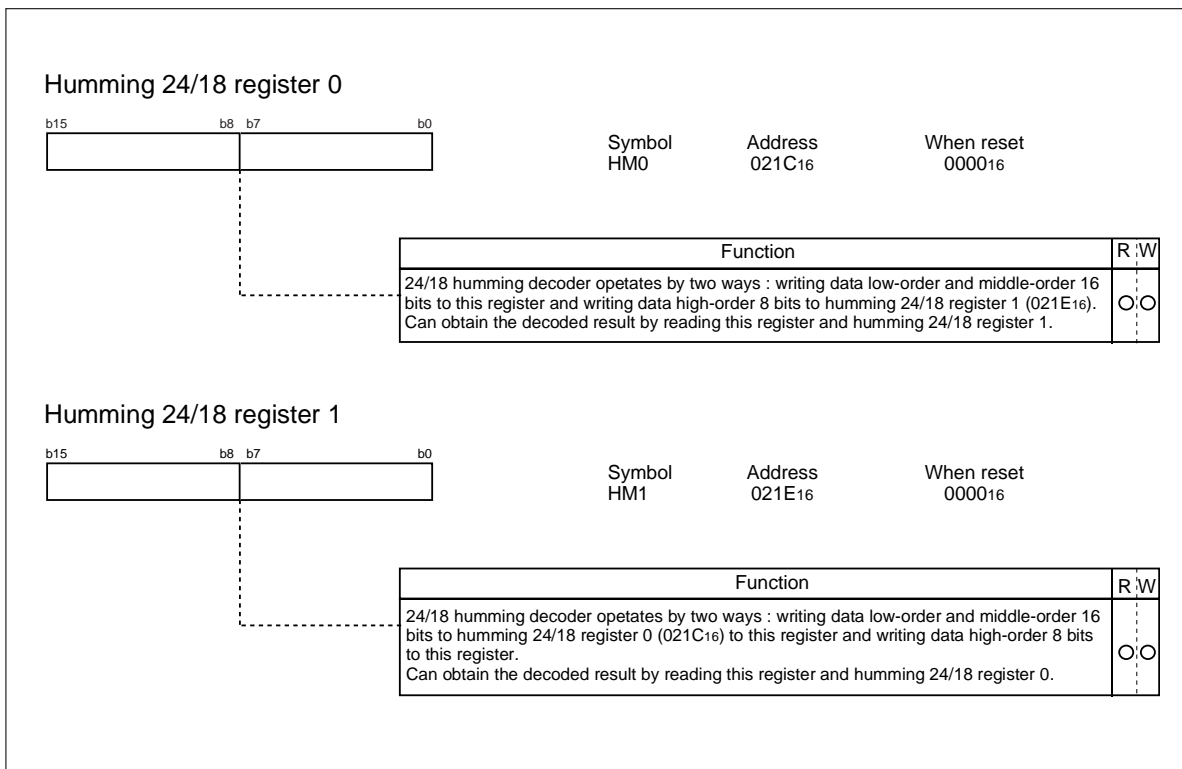 Humming 24/18 register 0
b15 b8 b7 b0
Symbol Address When reset
HM0 021C16 000016
Function R W
24/18 humming decoder opetates by two ways : writing data low-order and middle-order 16
bits to this register and writing data high-order 8 bits to humming 24/18 register 1 (021E16).
Can obtain the decoded result by reading this register and humming 24/18 register 1.
Humming 24/18 register 1
b15 b8 b7 b0
Symbol Address When reset
HM1 021E16 000016
Function R W
24/18 humming decoder opetates by two ways : writing data low-order and middle-order 16
bits to humming 24/18 register 0 (021C16) to this register and writing data high-order 8 bits
to this register.
Can obtain the decoded result by reading this register and humming 24/18 register 0.